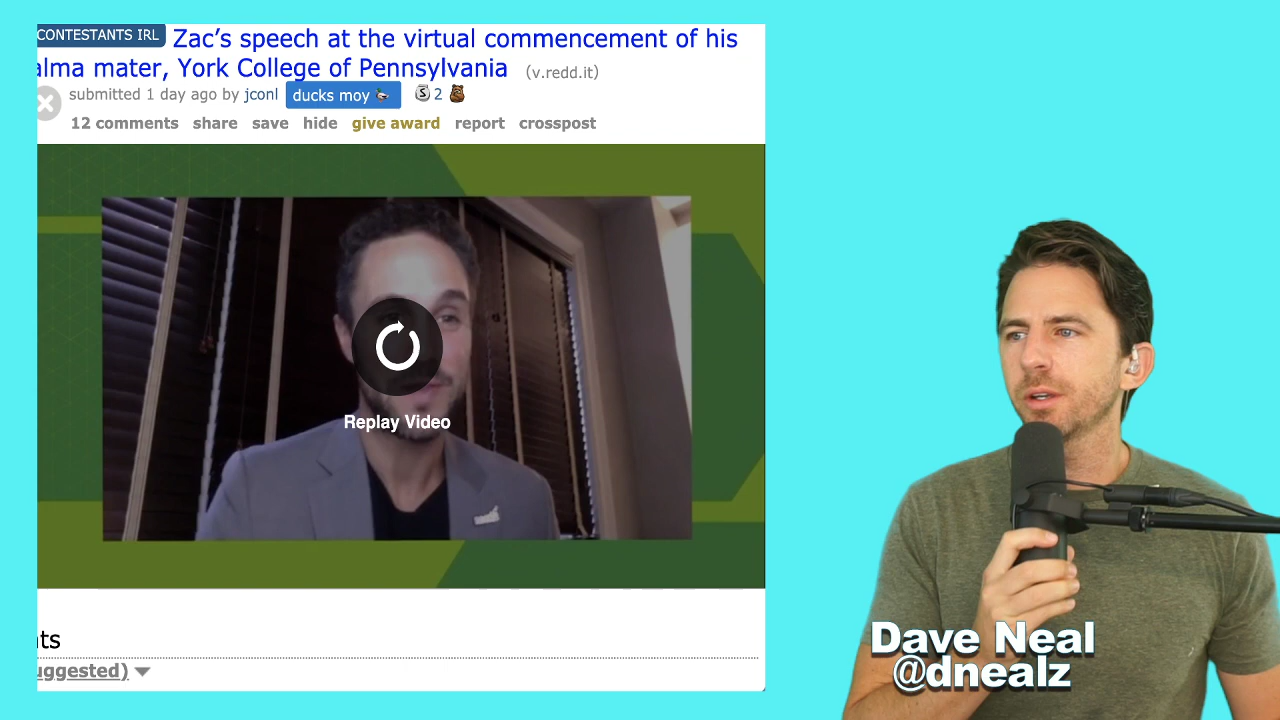 CONTESTANTS IRL Zac’s speech at the virtual commencement of his
alma mater, York College of Pennsylvania (v.redd.it)
submitted 1 day ago by jconl ducks moy 2
12 comments share save hide give award report crosspost
Replay Video
nts
uggested)
Dave Neal
@dnealz